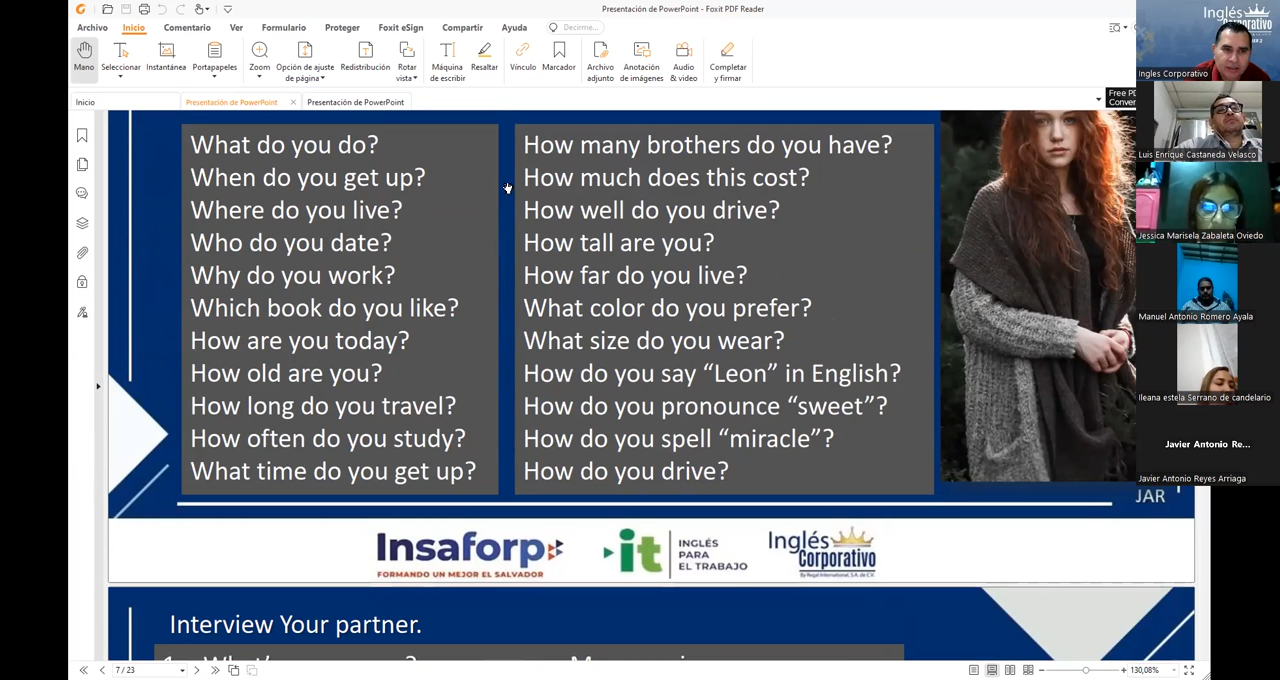 Presentación de PowerPoint - Foxit PDF Reader
Archivo Inicio Comentario Ver Formulario Proteger Foxit eSign Compartir Ayuda Decirme...
Mano Seleccionar Instantánea Portapapeles Zoom Opción de ajuste de página Redistribución Rotar vista Máquina de escribir Resaltar Vínculo Marcador Archivo adjunto Anotación de imágenes Audio & video Completar y firmar
Inicio Presentación de PowerPoint Presentación de PowerPoint
Free PD
Conver
What do you do?
When do you get up?
Where do you live?
Who do you date?
Why do you work?
Which book do you like?
How are you today?
How old are you?
How long do you travel?
How often do you study?
What time do you get up?
How many brothers do you have?
How much does this cost?
How well do you drive?
How tall are you?
How far do you live?
What color do you prefer?
What size do you wear?
How do you say “Leon” in English?
How do you pronounce “sweet”?
How do you spell “miracle”?
How do you drive?
JAR
Insaforp
FORMANDO UN MEJOR EL SALVADOR
it
INGLÉS
PARA
EL TRABAJO
Inglés
Corporativo
By Regal International, S.A. de C.V.
Interview Your partner.
7 / 23
130,08%
Inglés
Corporativo
Ingles Corporativo
Luis Enrique Castaneda Velasco
Jessica Marisela Zabaleta Oviedo
Manuel Antonio Romero Ayala
Ileana estela Serrano de candelario
Javier Antonio Re...
Javier Antonio Reyes Arriaga